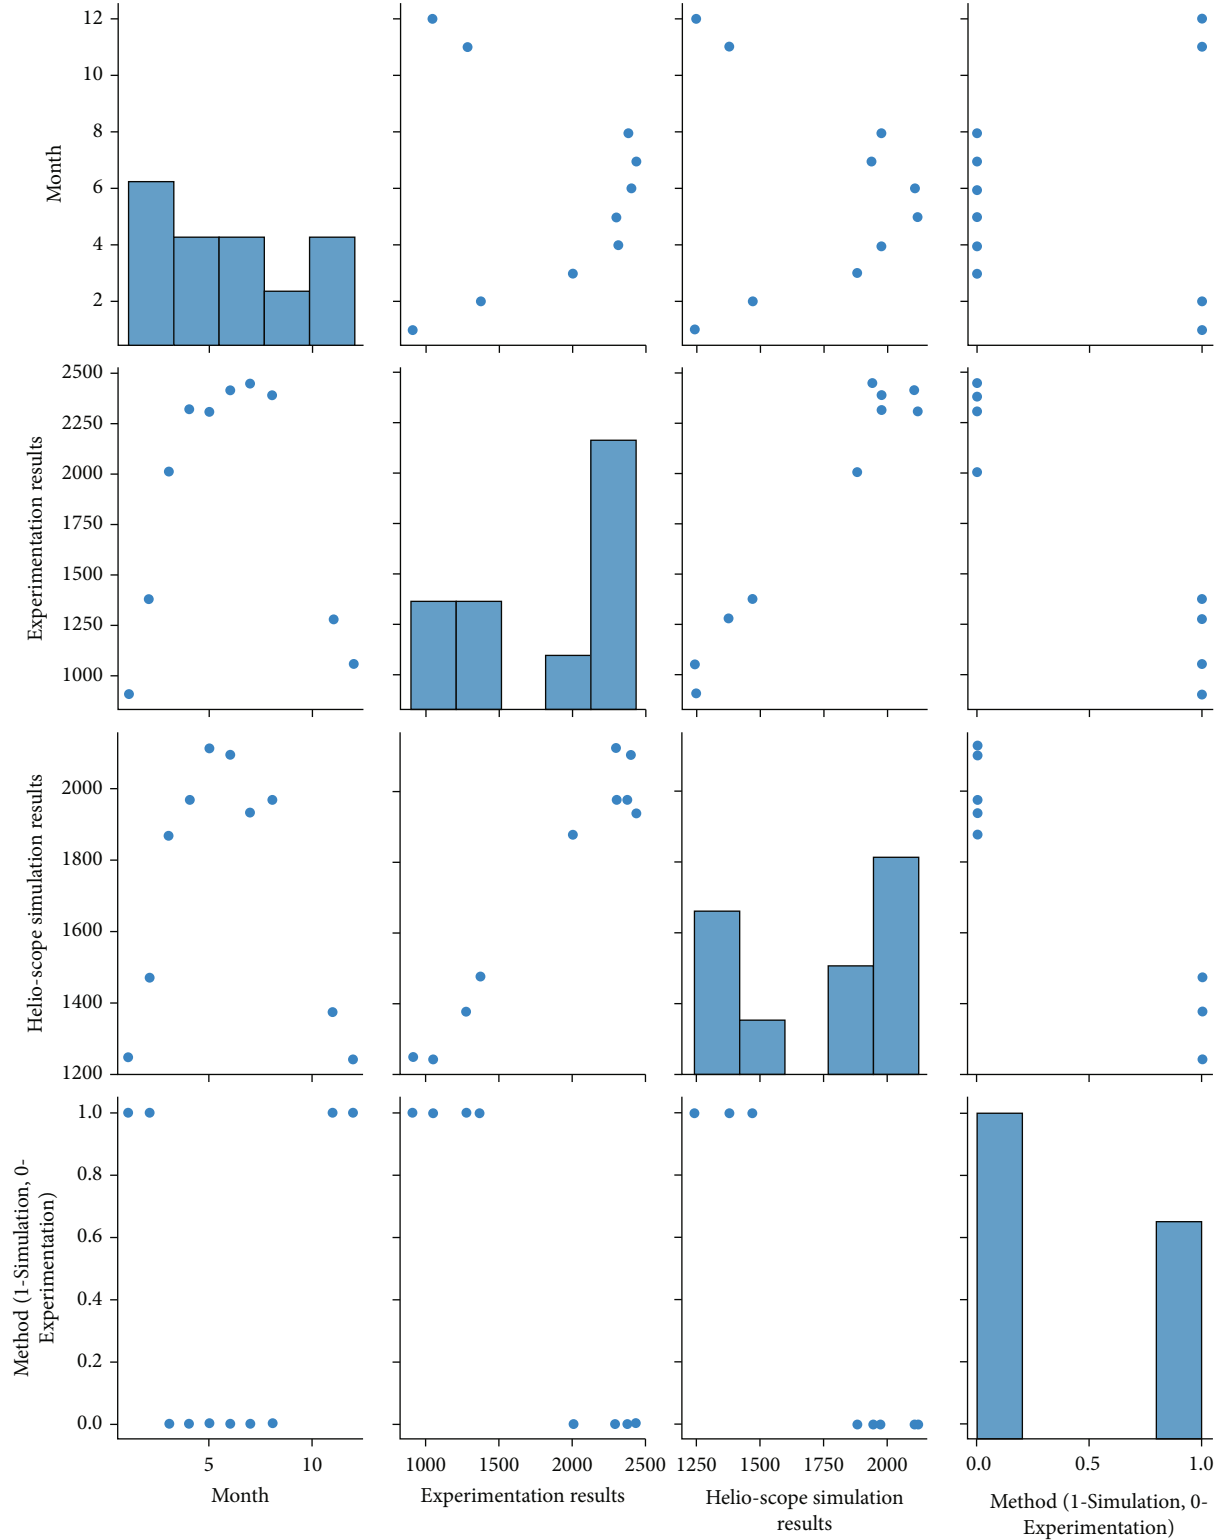 12
10
8
6
4
2
Month
2500
2250
2000
1750
1500
1250
1000
Experimentation results
2000
1800
1600
1400
1200
Helio-scope simulation results
1.0
0.8
0.6
0.4
0.2
0.0
Method (1-Simulation, 0-
Experimentation)
5 10
Month
1000 1500 2000 2500
Experimentation results
1250 1500 1750 2000
Helio-scope simulation
results
0.0 0.5 1.0
Method (1-Simulation, 0-
Experimentation)